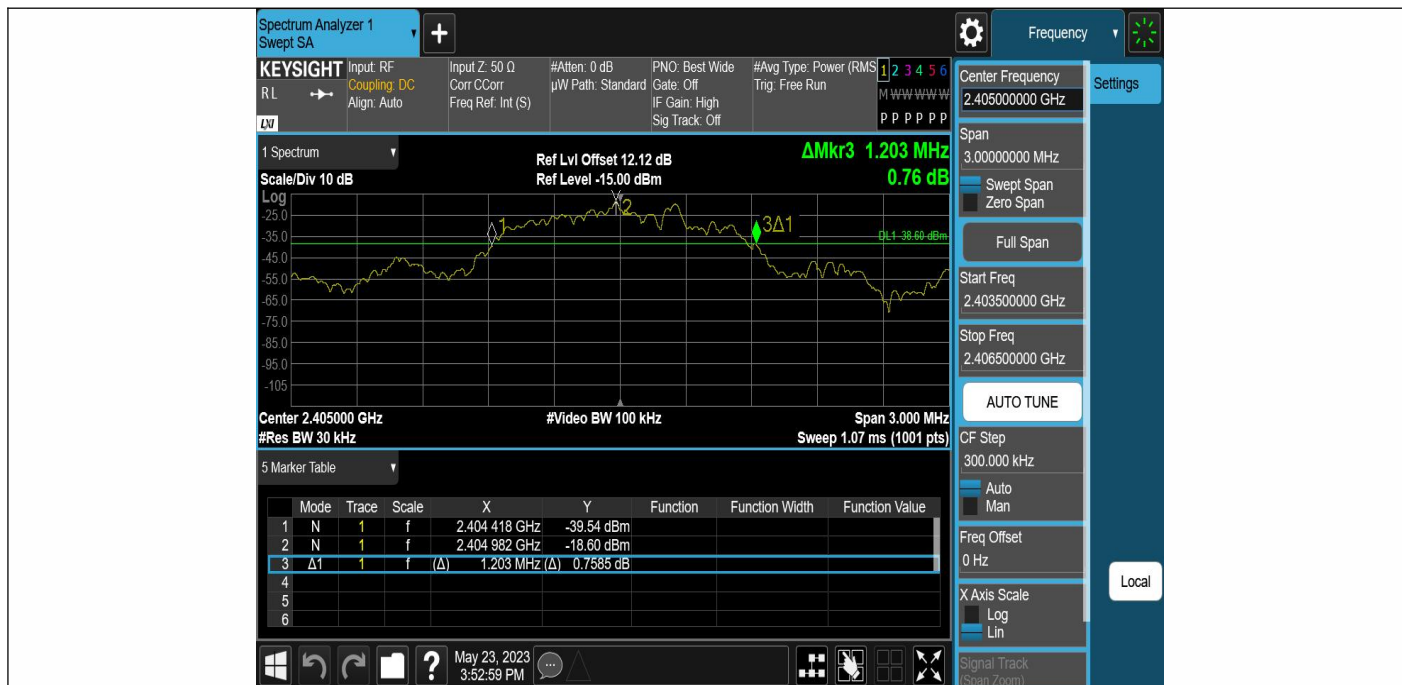 Spectrum Analyzer 1
Swept SA
+
Frequency
KEYSIGHT
RL
LXI
Input: RF
Coupling: DC
Align: Auto
Input Z: 50 Ω
Corr CCorr
Freq Ref: Int (S)
#Atten: 0 dB
µW Path: Standard
PNO: Best Wide
Gate: Off
IF Gain: High
Sig Track: Off
#Avg Type: Power (RMS
Trig: Free Run
1 2 3 4 5 6
M W W W W W
P P P P P P
1 Spectrum
Scale/Div 10 dB
Ref Lvl Offset 12.12 dB
Ref Level -15.00 dBm
ΔMkr3 1.203 MHz
0.76 dB
Log
-25.0
-35.0
-45.0
-55.0
-65.0
-75.0
-85.0
-95.0
-105
1
2
3Δ1
DL1 -38.60 dBm
Center 2.405000 GHz
#Video BW 100 kHz
Span 3.000 MHz
#Res BW 30 kHz
Sweep 1.07 ms (1001 pts)
5 Marker Table
Mode Trace Scale X Y Function Function Width Function Value
1 N 1 f 2.404 418 GHz -39.54 dBm
2 N 1 f 2.404 982 GHz -18.60 dBm
3 Δ1 1 f (Δ) 1.203 MHz (Δ) 0.7585 dB
4
5
6
?
May 23, 2023
3:52:59 PM
Center Frequency
2.405000000 GHz
Span
3.00000000 MHz
Swept Span
Zero Span
Full Span
Start Freq
2.403500000 GHz
Stop Freq
2.406500000 GHz
AUTO TUNE
CF Step
300.000 kHz
Auto
Man
Freq Offset
0 Hz
X Axis Scale
Log
Lin
Signal Track
(Span Zoom)
Settings
Local